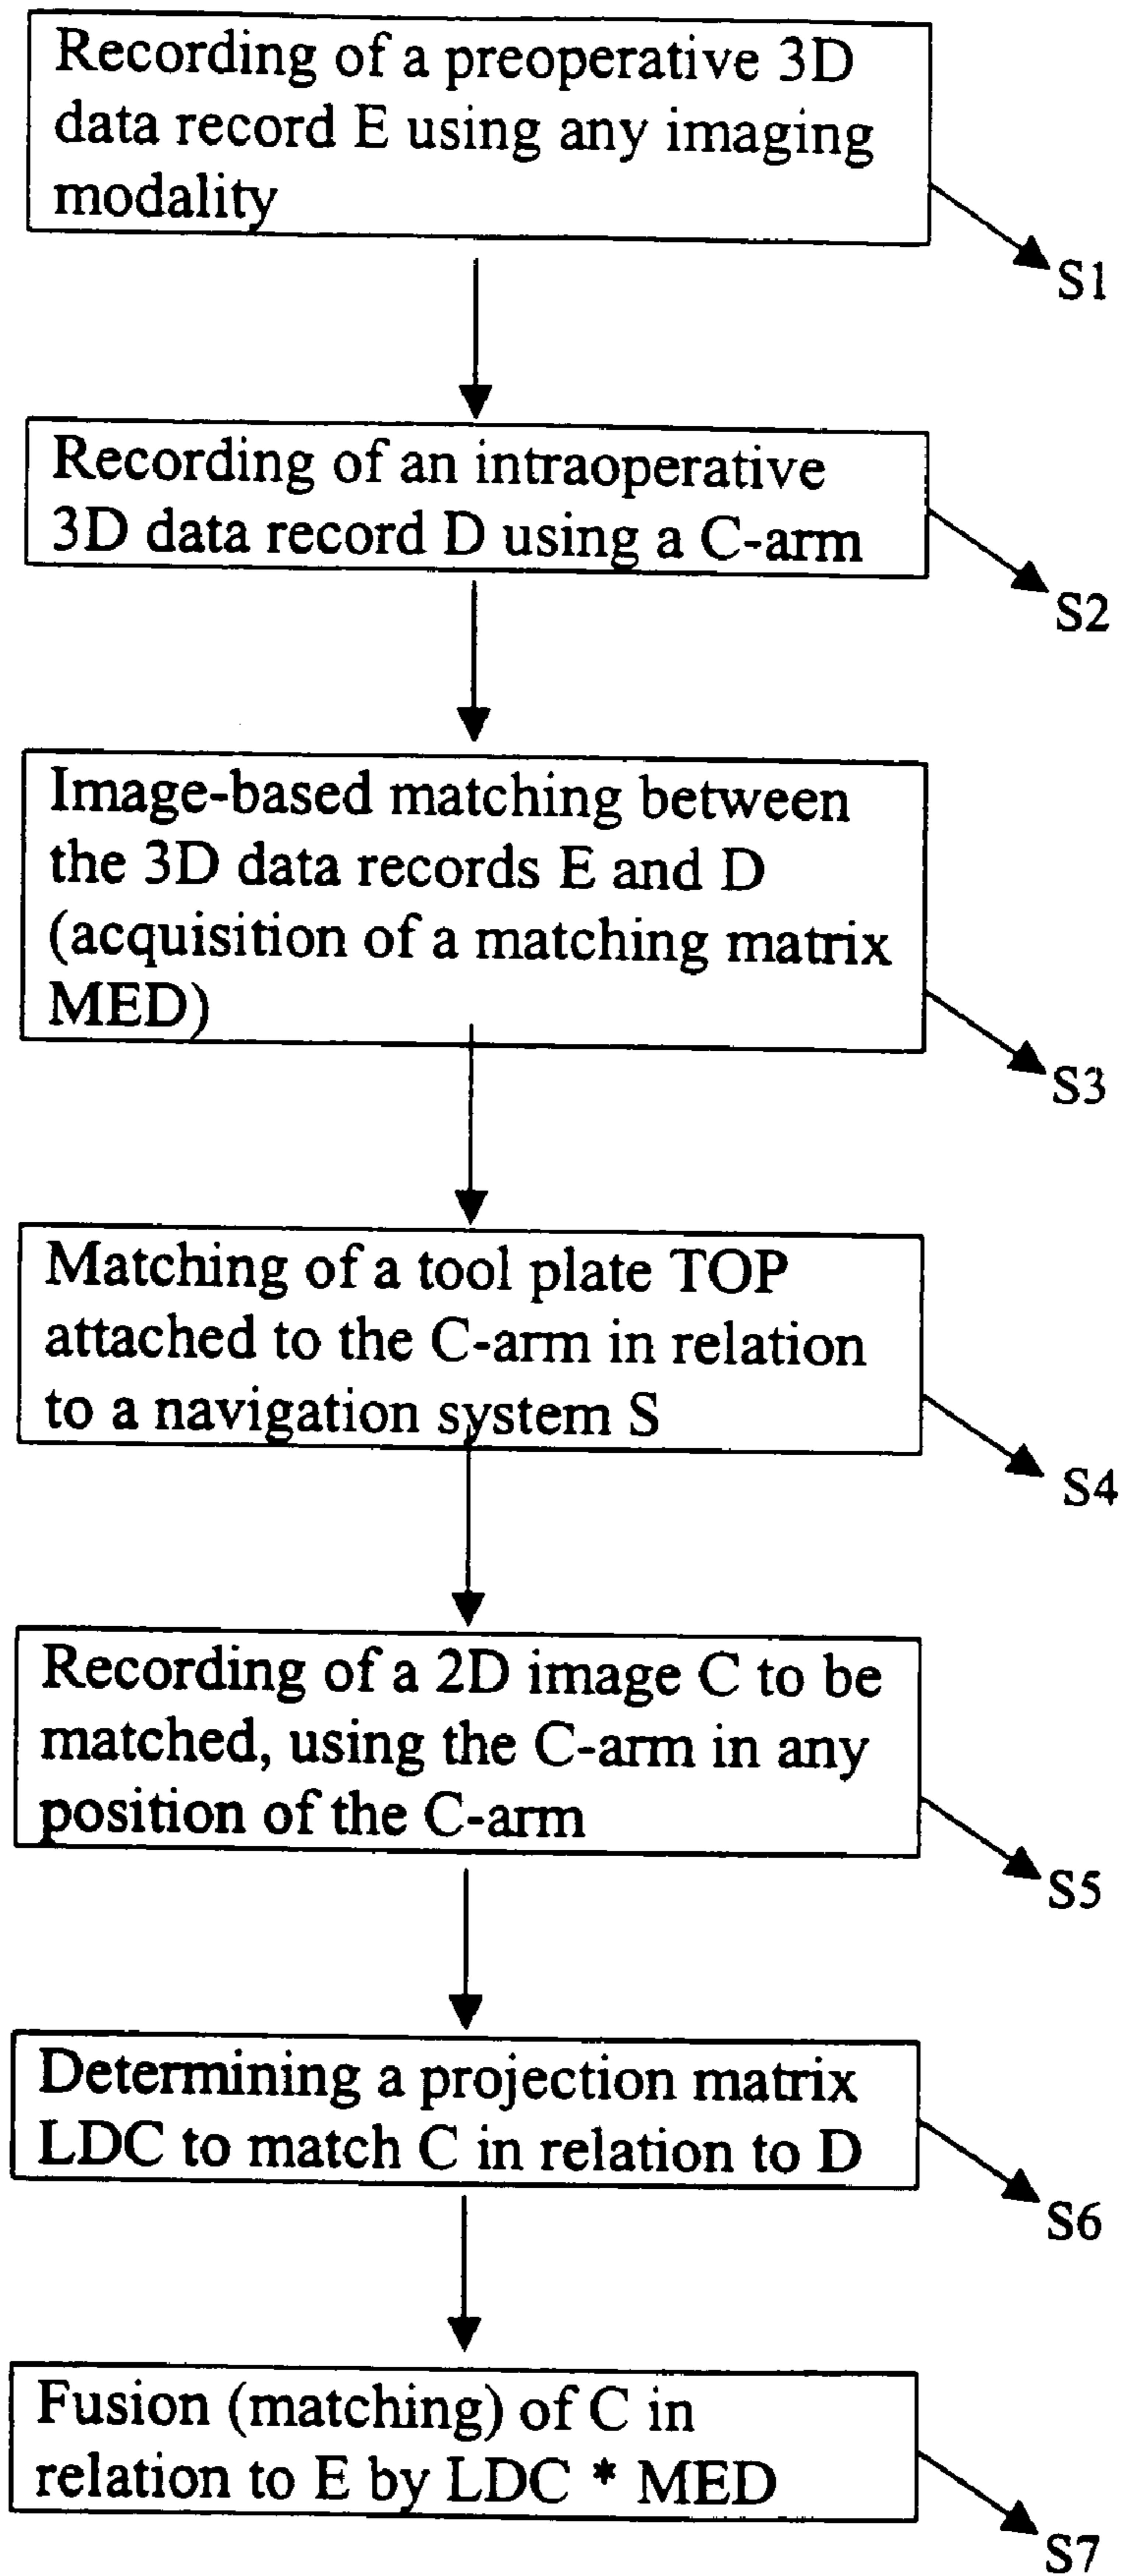 Recording of a preoperative 3D
data record E using any imaging
modality
S1
Recording of an intraoperative
3D data record D using a C-arm
S2
Image-based matching between
the 3D data records E and D
(acquisition of a matching matrix
MED)
S3
Matching of a tool plate TOP
attached to the C-arm in relation
to a navigation system S
S4
Recording of a 2D image C to be
matched, using the C-arm in any
position of the C-arm
S5
Determining a projection matrix
LDC to match C in relation to D
S6
Fusion (matching) of C in
relation to E by LDC * MED
S7